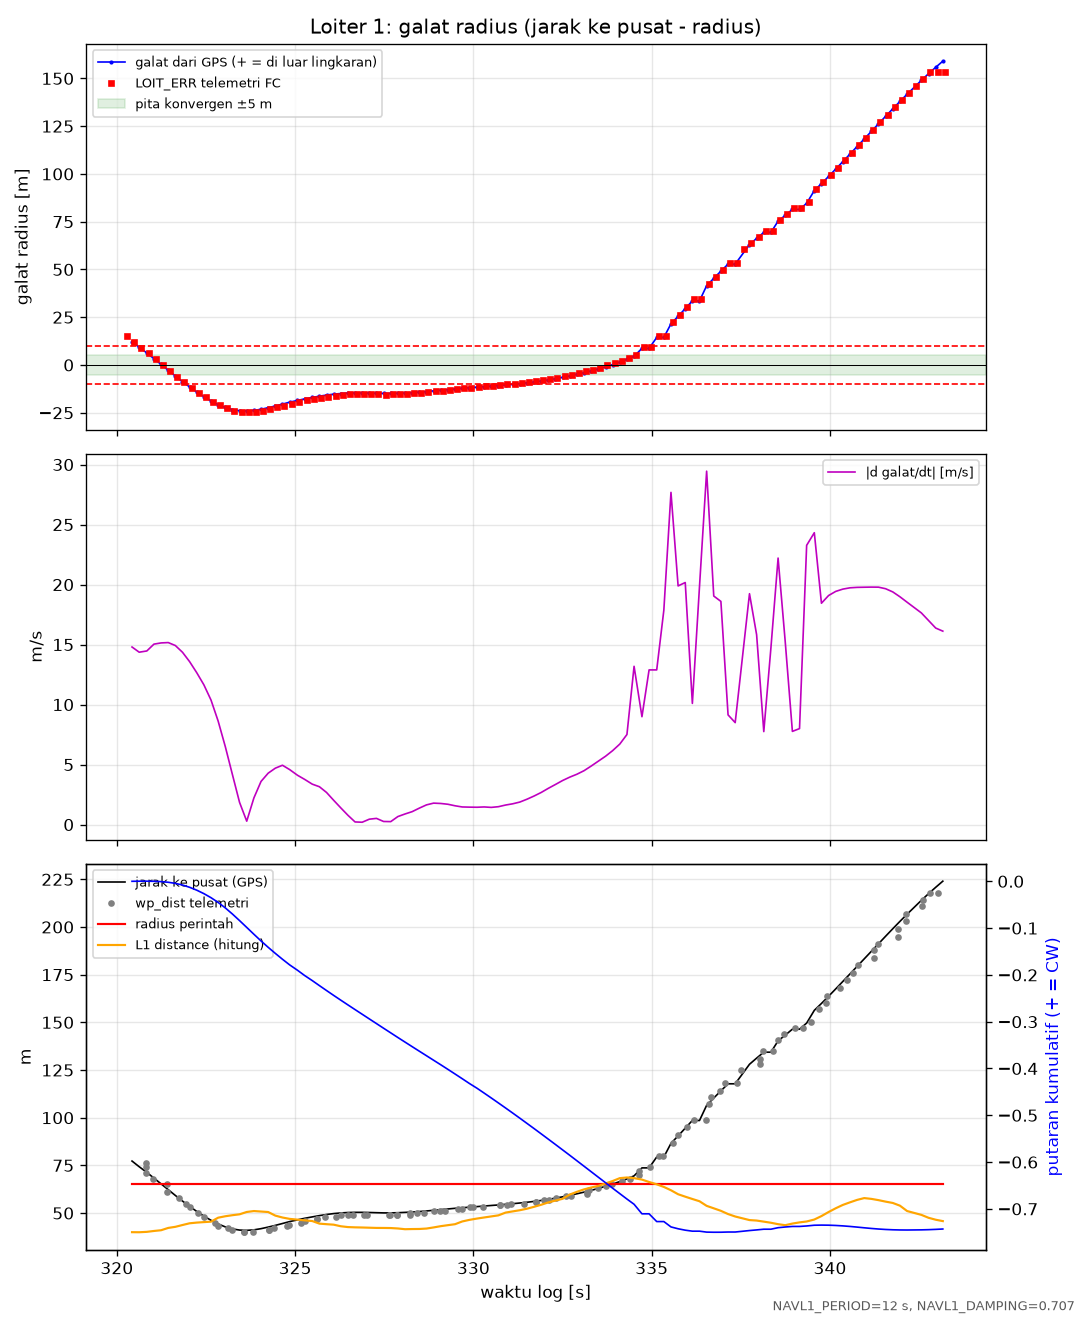 Loiter 1: galat radius (jarak ke pusat - radius)
galat dari GPS (+ = di luar lingkaran)
LOIT_ERR telemetri FC
pita konvergen ±5 m
150
125
100
75
50
25
0
−25
galat radius [m]
|d galat/dt| [m/s]
30
25
20
15
10
5
0
m/s
jarak ke pusat (GPS)
wp_dist telemetri
radius perintah
L1 distance (hitung)
225
200
175
150
125
100
75
50
m
0.0
−0.1
−0.2
−0.3
−0.4
−0.5
−0.6
−0.7
putaran kumulatif (+ = CW)
320
325
330
335
340
waktu log [s]
NAVL1_PERIOD=12 s, NAVL1_DAMPING=0.707